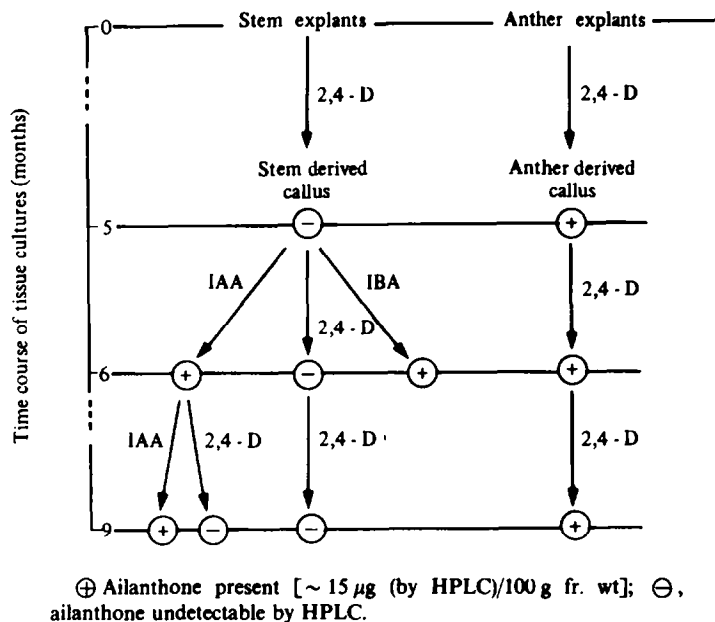 0
Stem explants
Anther explants
2,4 - D
2,4 - D
Stem derived
callus
Anther derived
callus
5
−
+
IAA
2,4 - D
IBA
2,4 - D
6
+
−
+
+
IAA
2,4 - D
2,4 - D
2,4 - D
9
+
−
−
+
Time course of tissue cultures (months)
⊕ Ailanthone present [~ 15 μg (by HPLC)/100 g fr. wt]; ⊖,
ailanthone undetectable by HPLC.